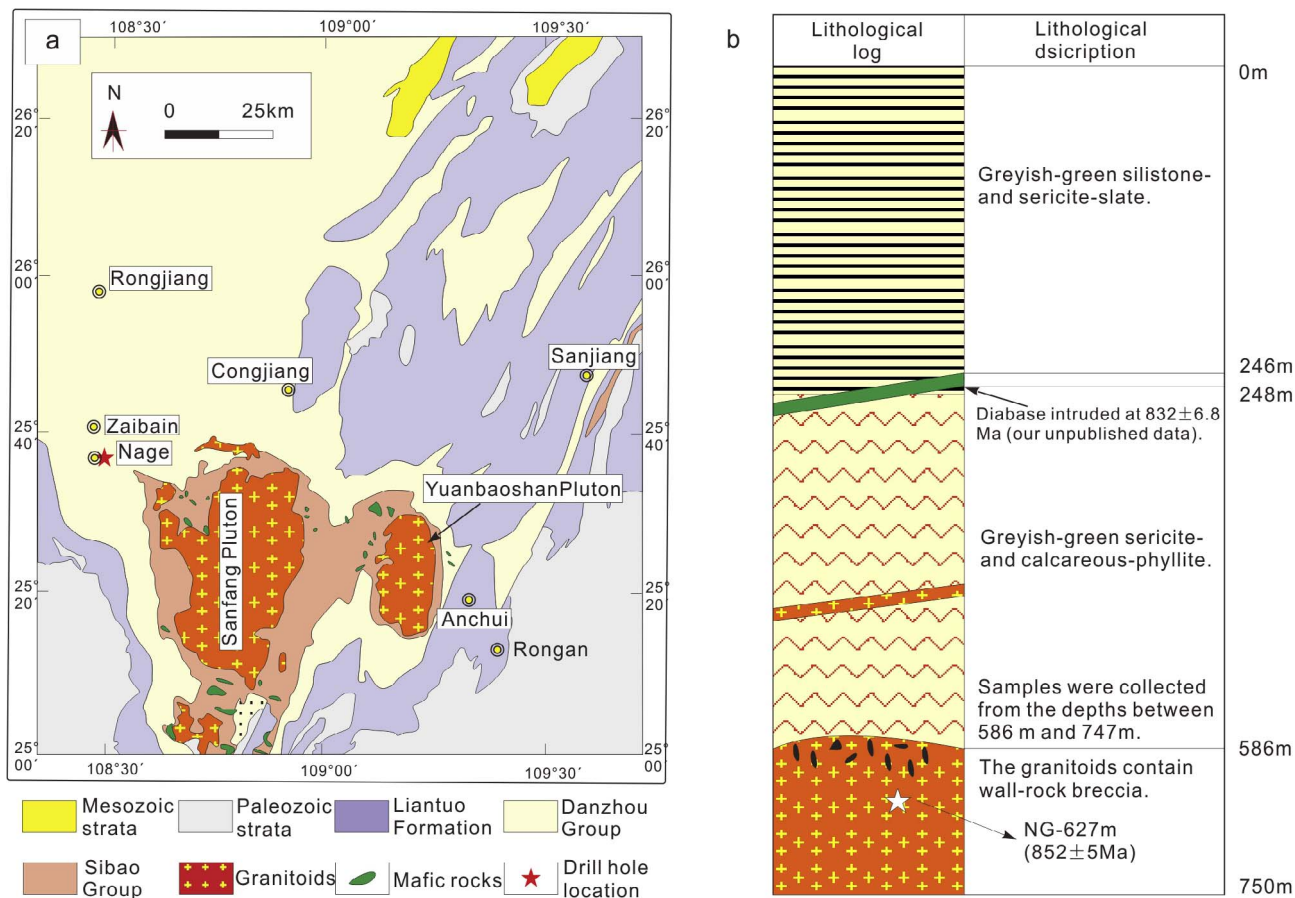 a
108°30′
109°00′
109°30′
N
0 25km
26°
20′
26°
20′
26°
00′
26°
00′
Rongjiang
Congjiang
Sanjiang
Zaibain
25°
40′
25°
40′
Nage
YuanbaoshanPluton
Sanfang Pluton
25°
20′
25°
20′
Anchui
Rongan
25°
00′
25°
00′
108°30′
109°00′
109°30′
Mesozoic
strata
Paleozoic
strata
Liantuo
Formation
Danzhou
Group
Sibao
Group
Granitoids
Mafic rocks
Drill hole
location
b
Lithological
log
Lithological
dsicription
0m
Greyish-green silistone-
and sericite-slate.
246m
248m
Diabase intruded at 832±6.8
Ma (our unpublished data).
Greyish-green sericite-
and calcareous-phyllite.
Samples were collected
from the depths between
586 m and 747m.
586m
The granitoids contain
wall-rock breccia.
NG-627m
(852±5Ma)
750m